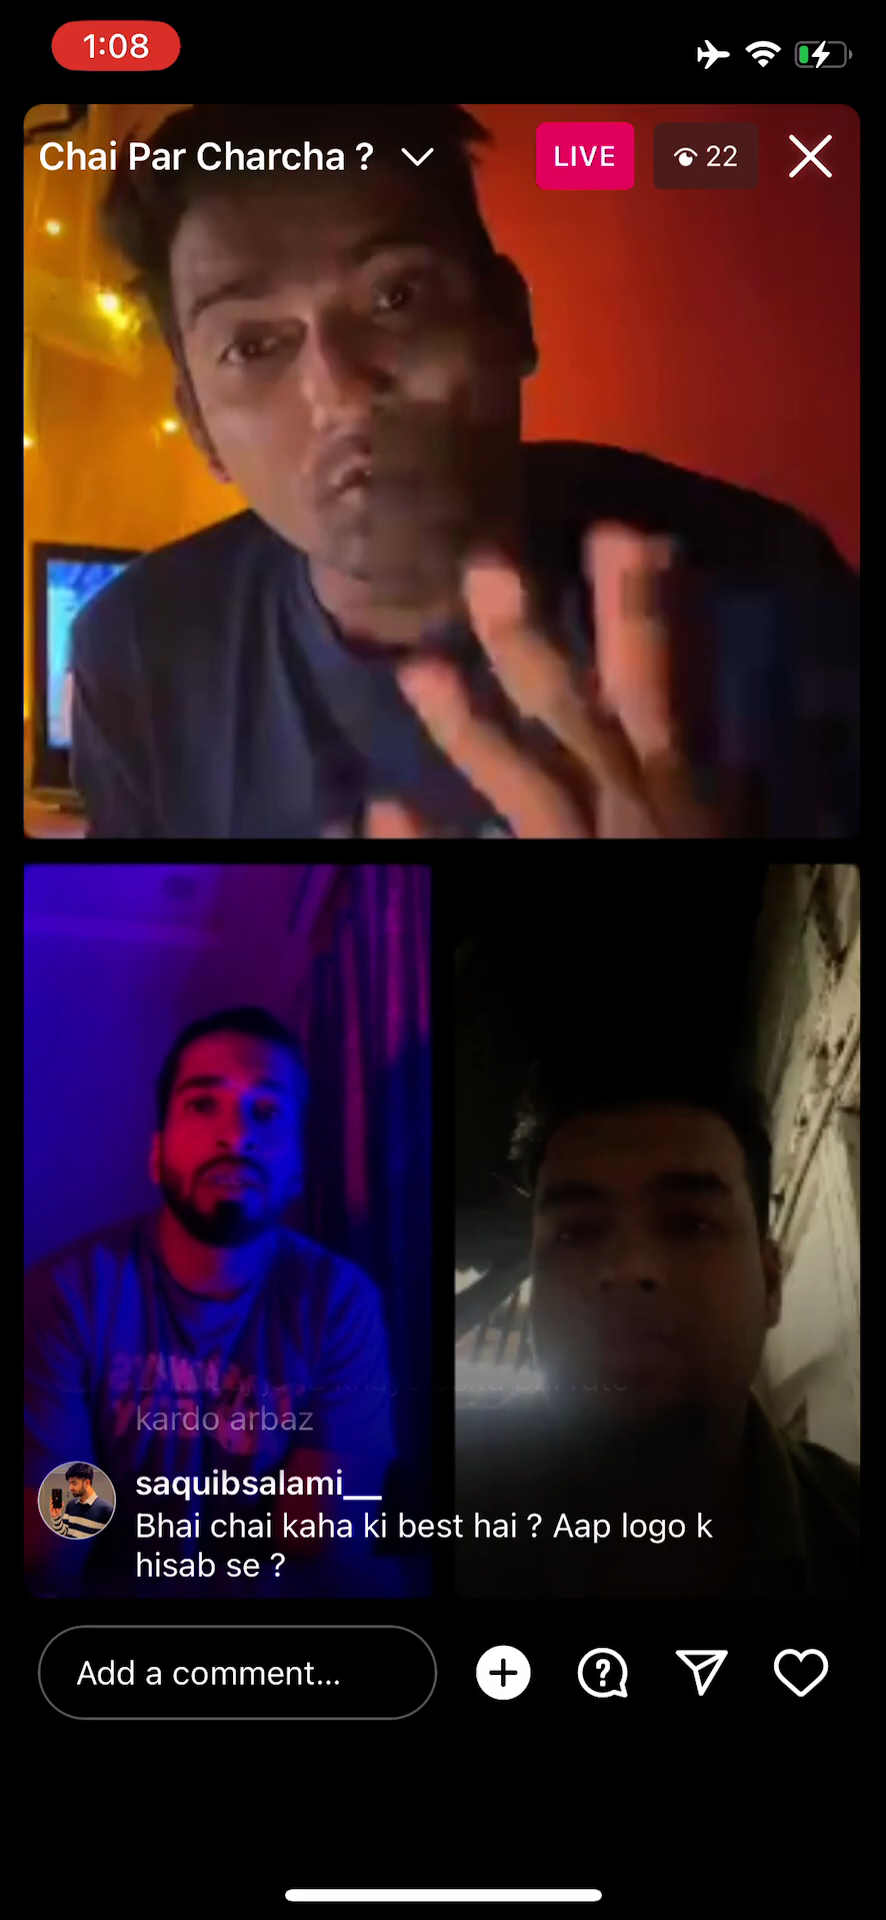 1:08
Chai Par Charcha ?
LIVE
22
kardo arbaz
saquibsalami__
Bhai chai kaha ki best hai ? Aap logo k
hisab se ?
Add a comment...